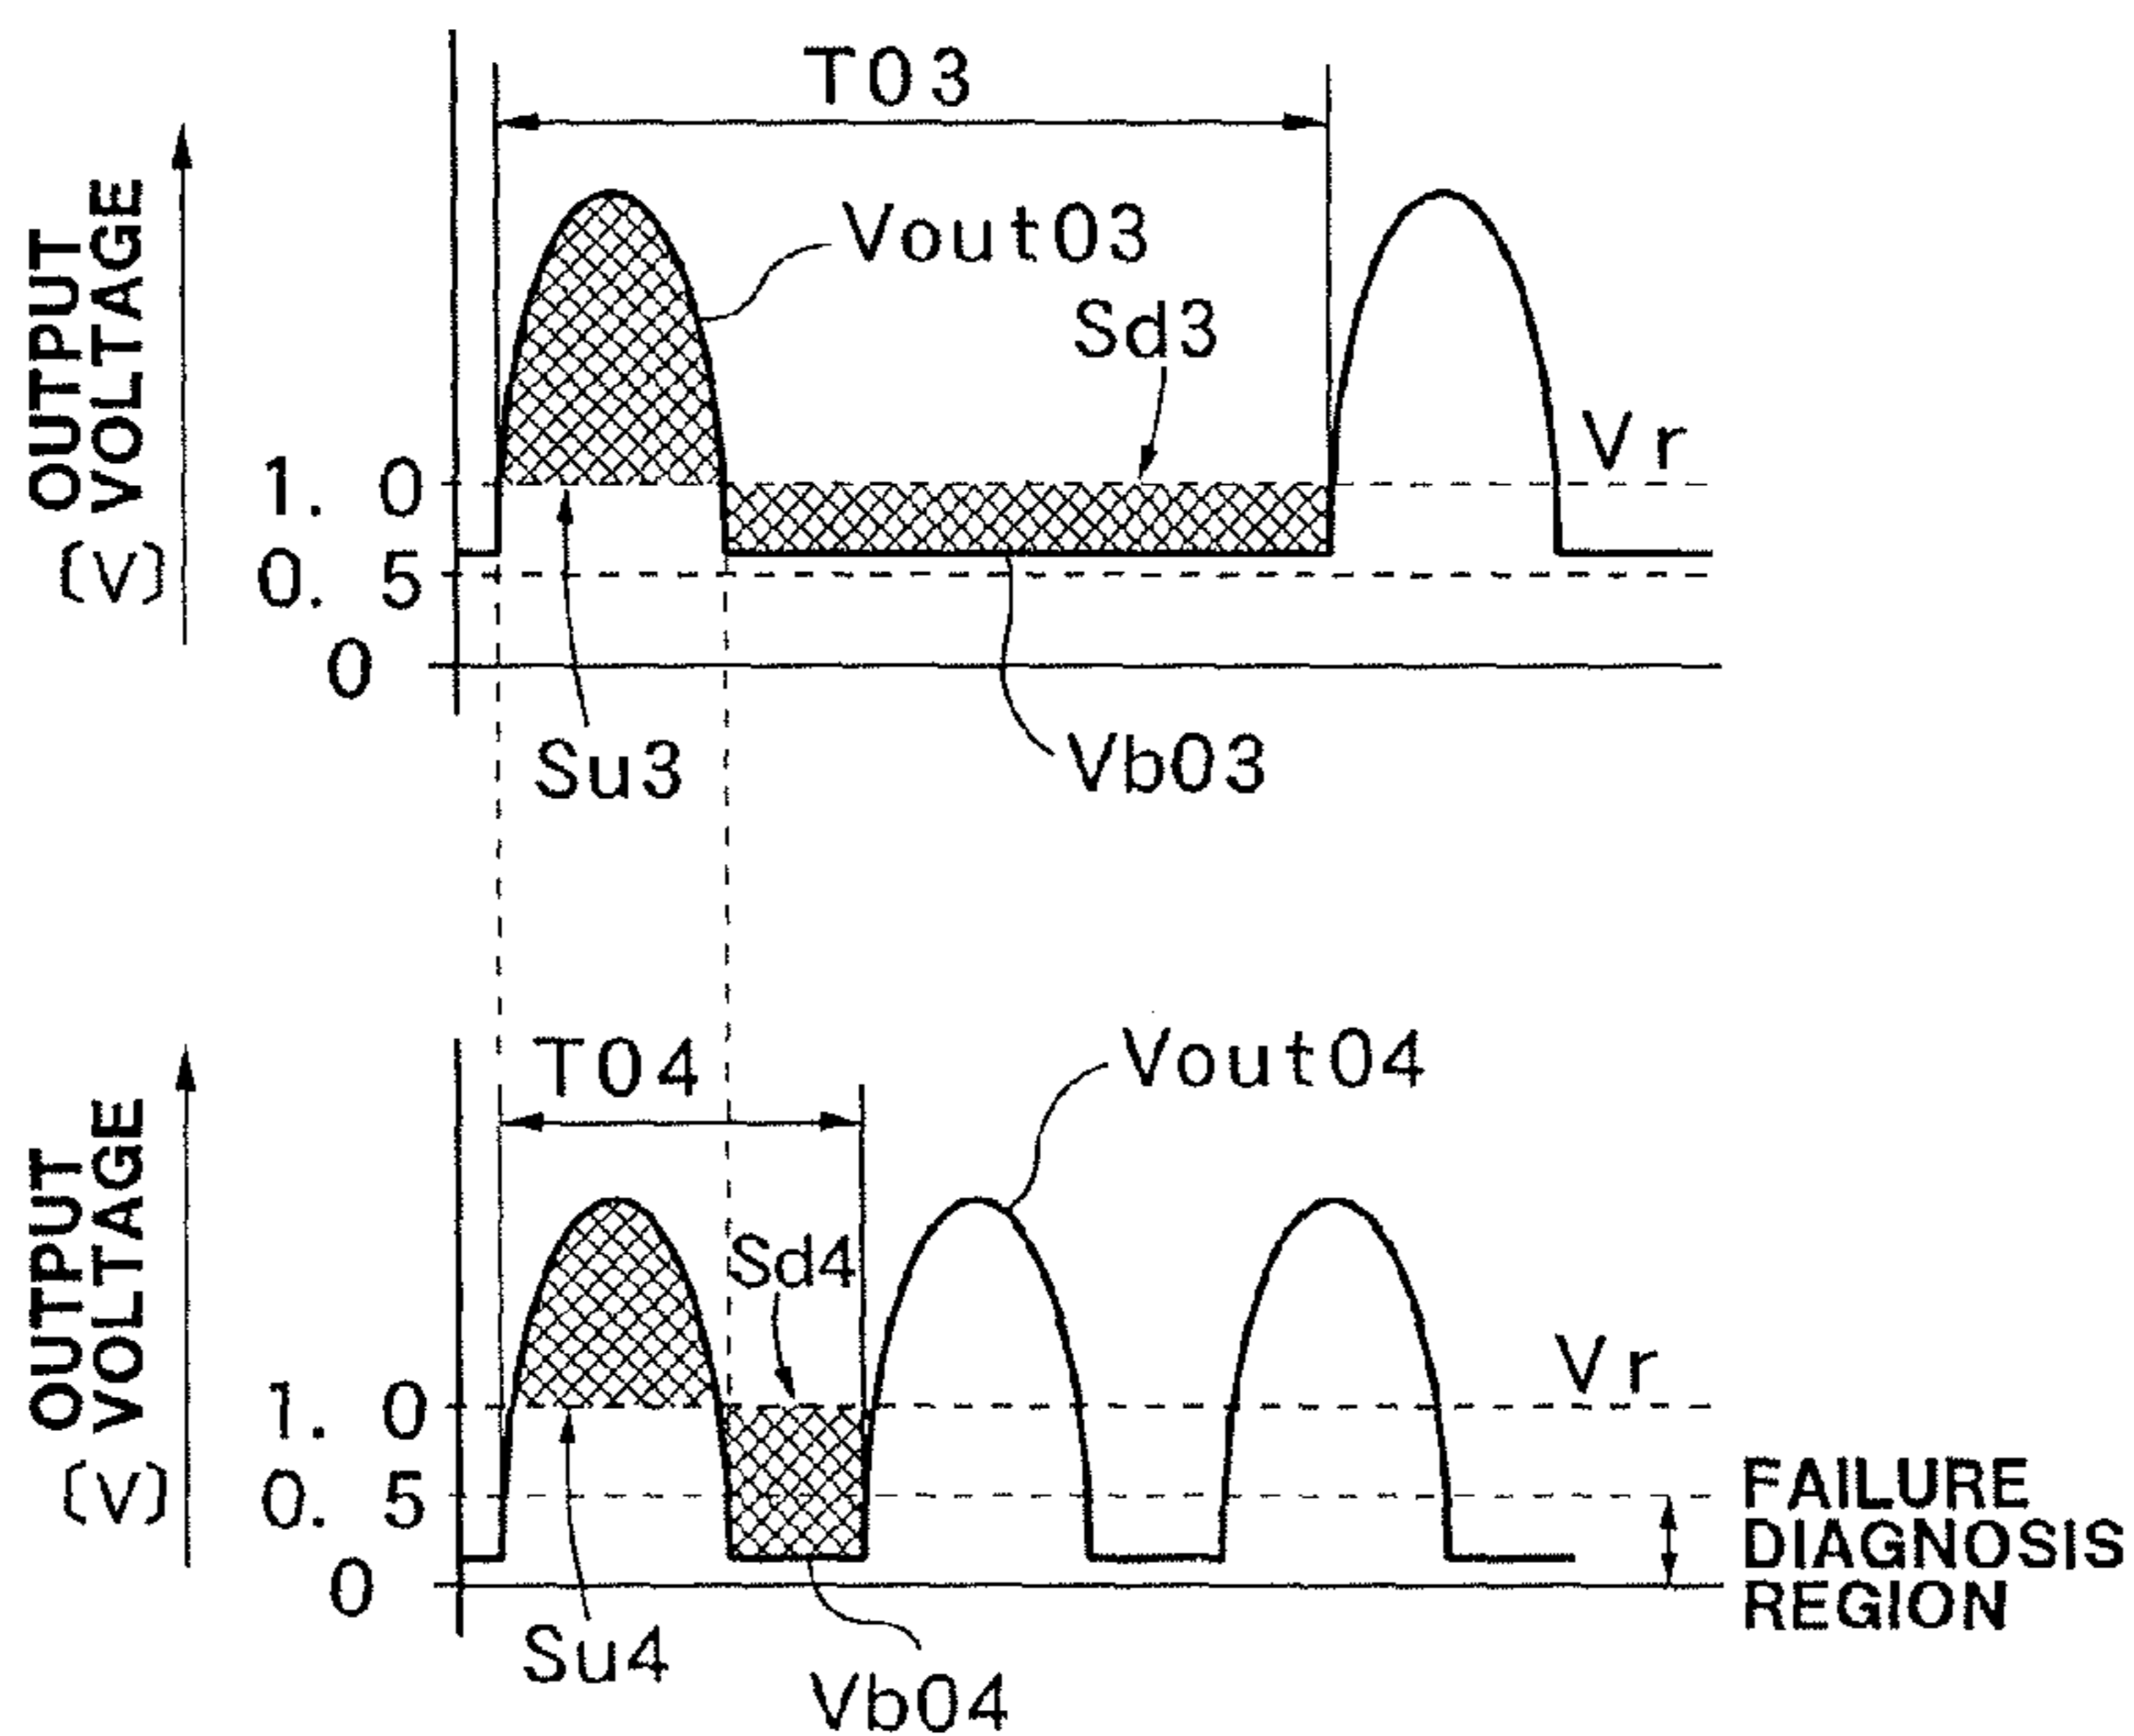 T03
OUTPUT
VOLTAGE
(V)
Vout03
Sd3
Vr
1. 0
0. 5
0
Su3
Vb03
T04
Vout04
OUTPUT
VOLTAGE
(V)
Sd4
Vr
1. 0
0. 5
0
FAILURE
DIAGNOSIS
REGION
Su4
Vb04